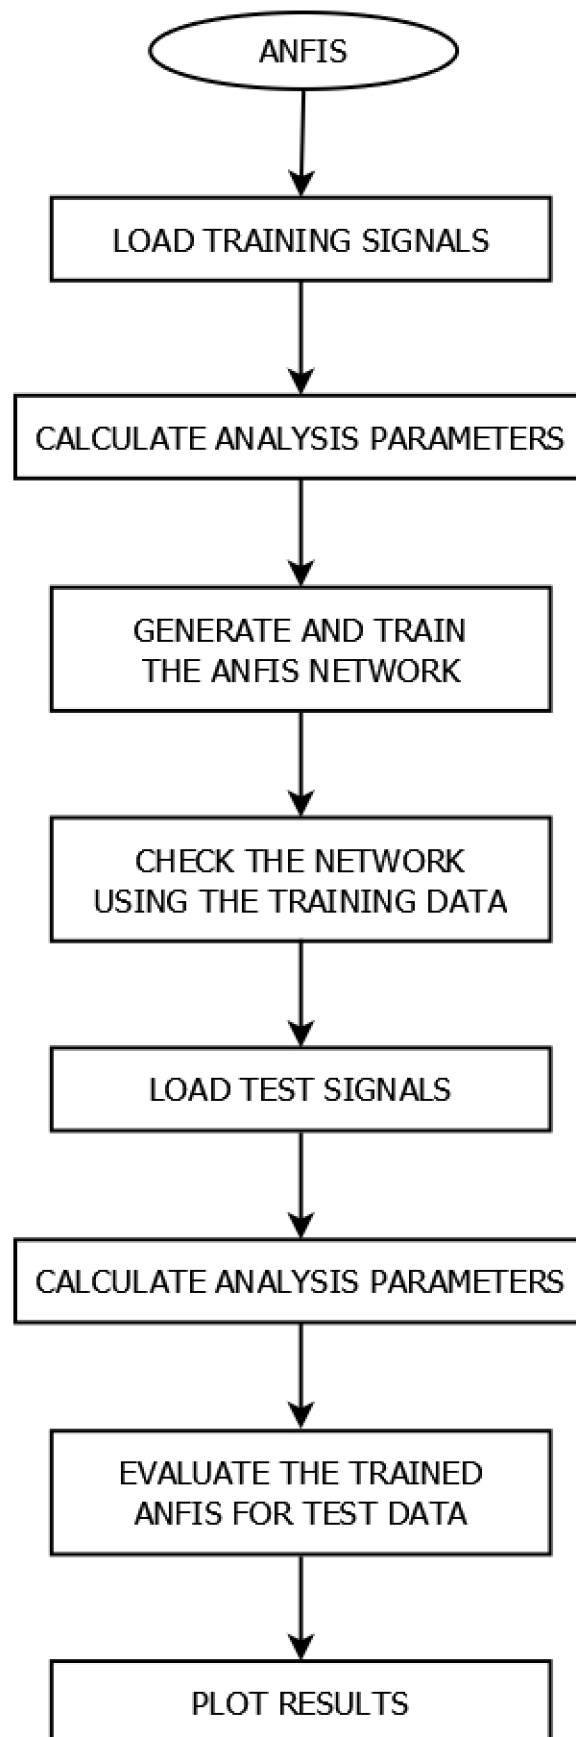 ANFIS
LOAD TRAINING SIGNALS
CALCULATE ANALYSIS PARAMETERS
GENERATE AND TRAIN
THE ANFIS NETWORK
CHECK THE NETWORK
USING THE TRAINING DATA
LOAD TEST SIGNALS
CALCULATE ANALYSIS PARAMETERS
EVALUATE THE TRAINED
ANFIS FOR TEST DATA
PLOT RESULTS